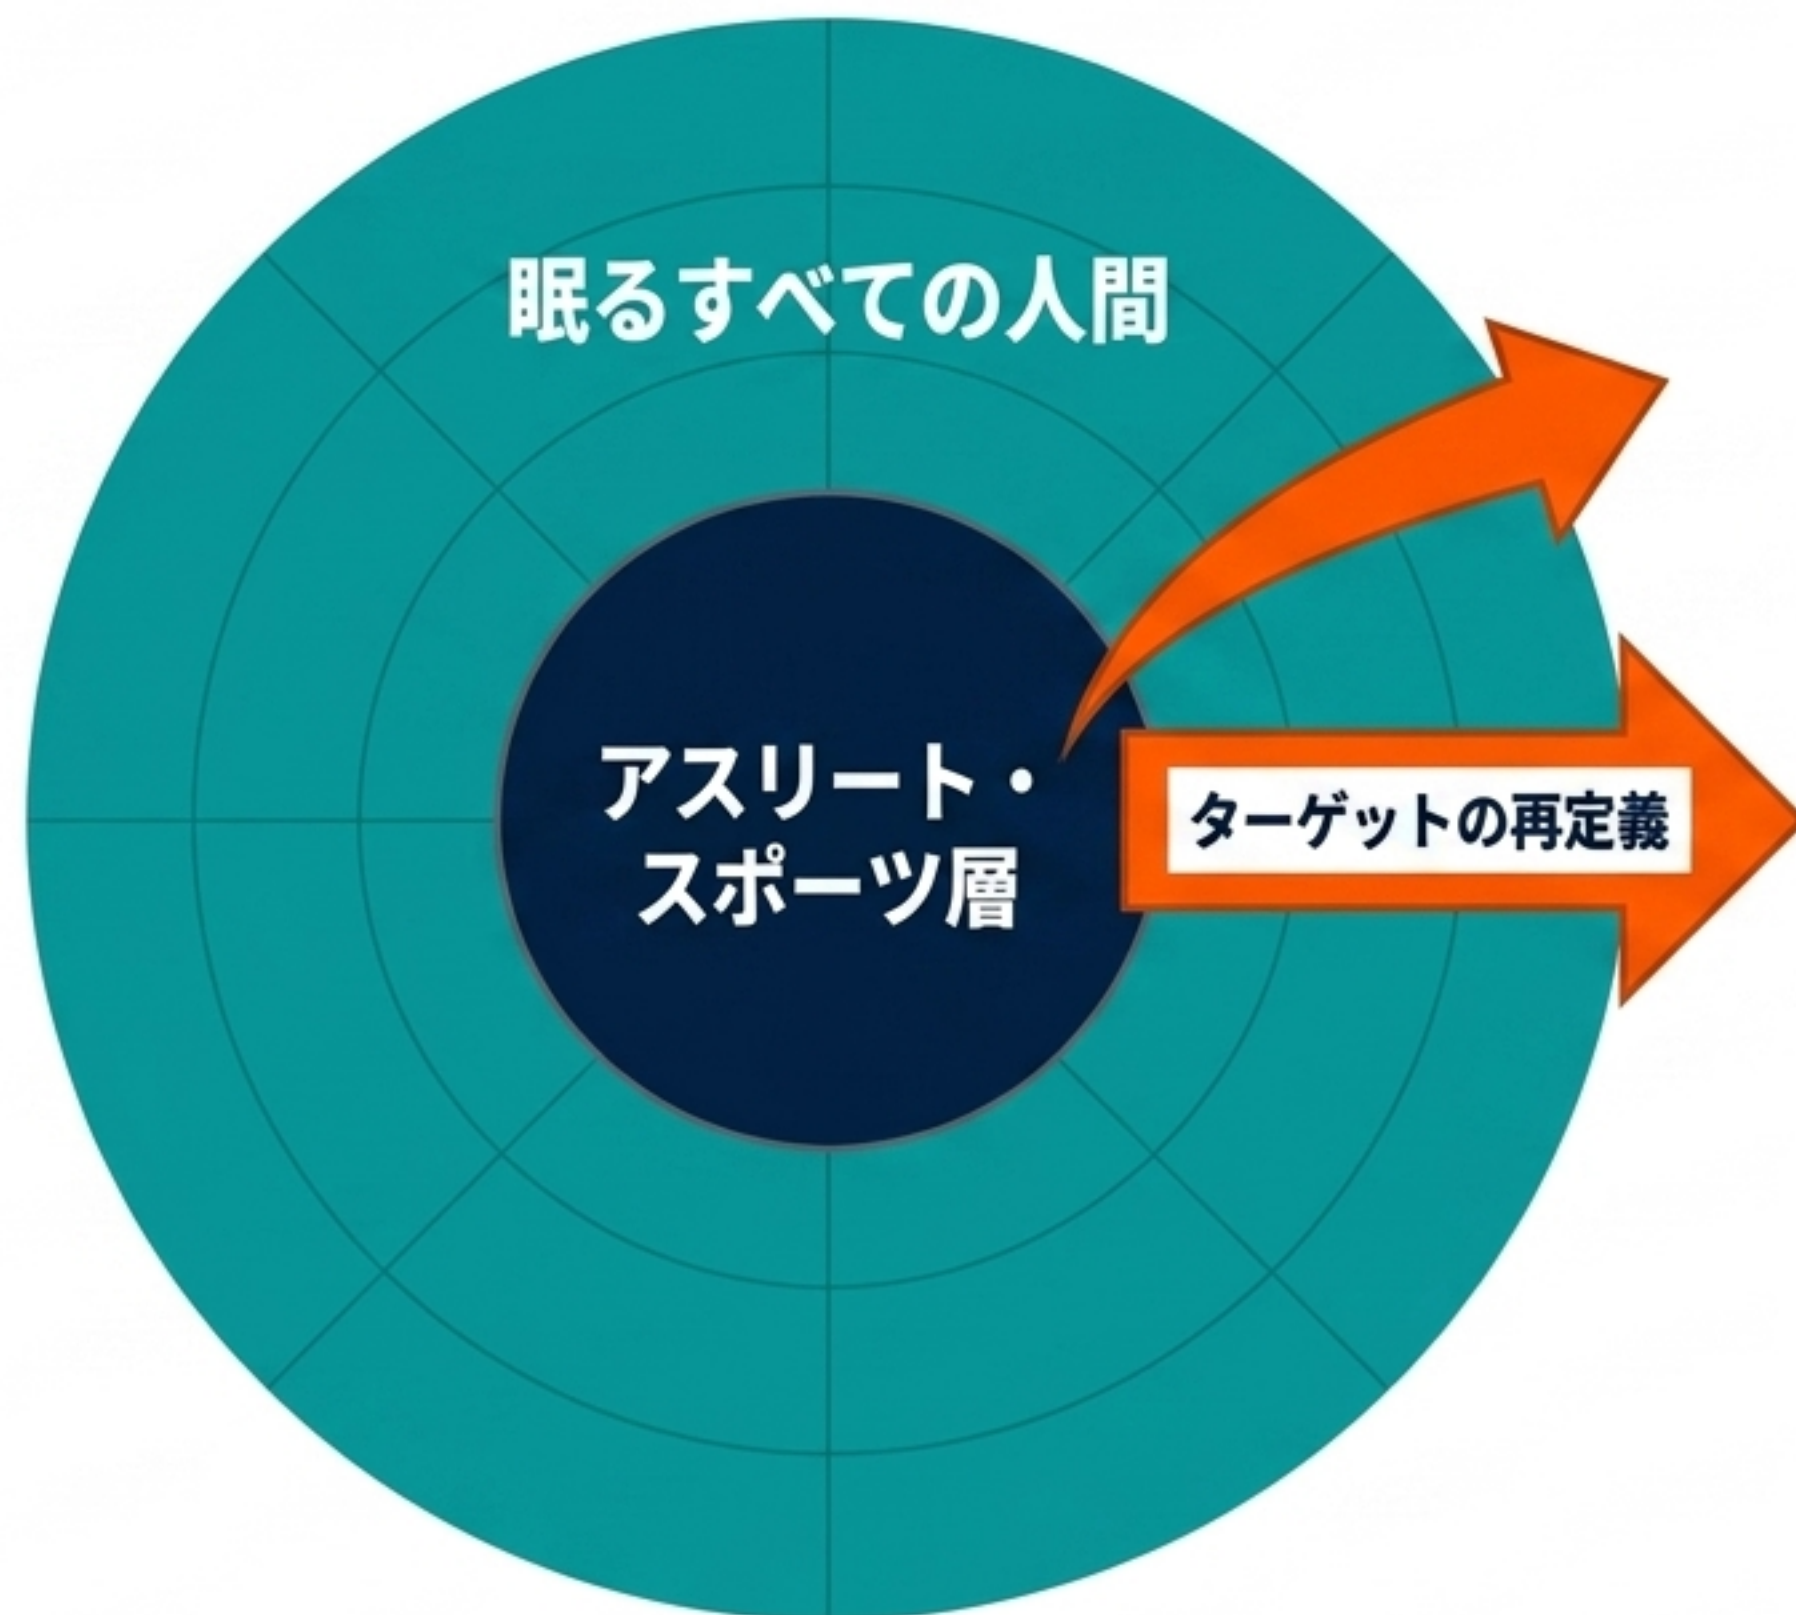 眠るすべての人間
アスリート・
スポーツ層
ターゲットの再定義